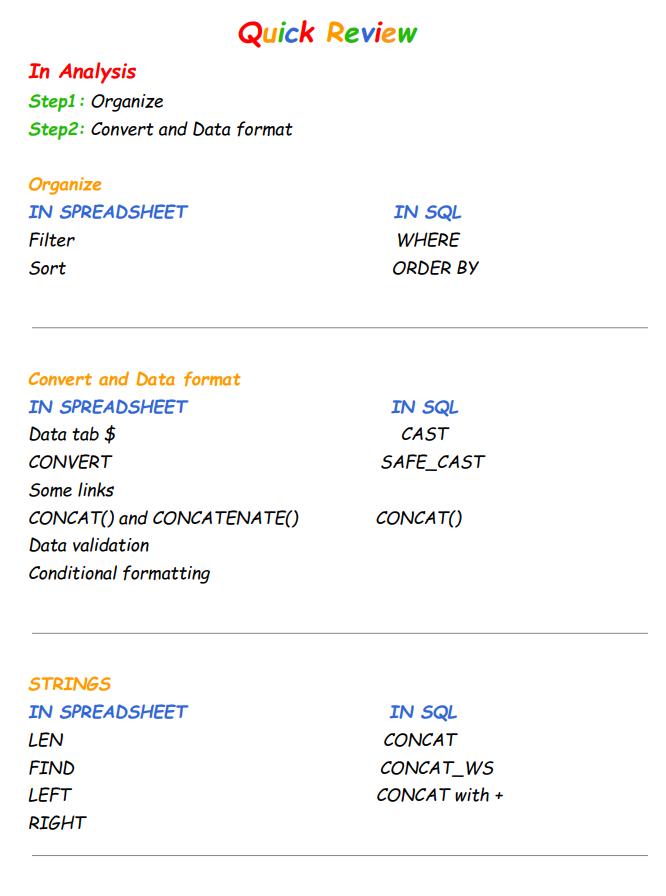 Quick Review
In Analysis
Step1: Organize
Step2: Convert and Data format
Organize
IN SPREADSHEET IN SQL
Filter WHERE
Sort ORDER BY
Convert and Data format
IN SPREADSHEET IN SQL
Data tab $ CAST
CONVERT SAFE_CAST
Some links
CONCAT() and CONCATENATE() CONCAT()
Data validation
Conditional formatting
STRINGS
IN SPREADSHEET IN SQL
LEN CONCAT
FIND CONCAT_WS
LEFT CONCAT with +
RIGHT